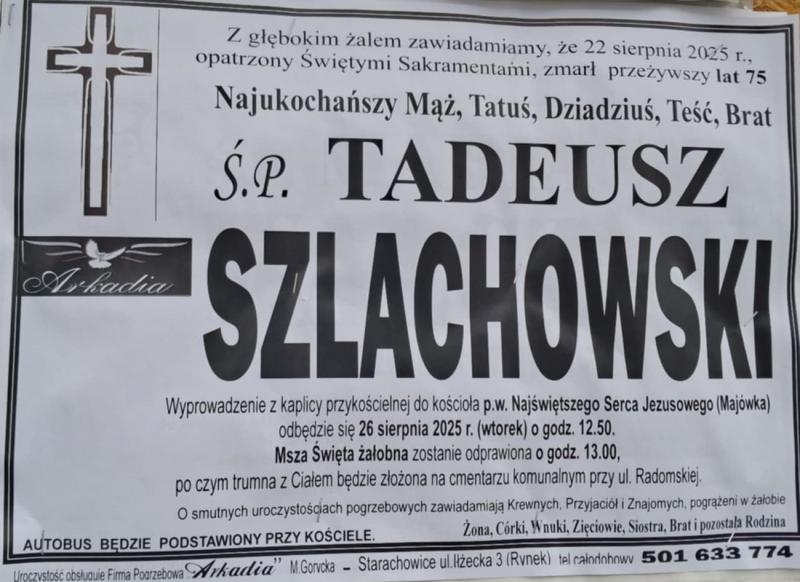 Z głębokim żalem zawiadamiamy, że 22 sierpnia 2025 r.,
opatrzony Świętymi Sakramentami, zmarł przeżywszy lat 75
Najukochańszy Mąż, Tatuś, Dziadziuś, Teść, Brat
Ś.P. TADEUSZ
Arkadia
SZLACHOWSKI
Wyprowadzenie z kaplicy przykościelnej do kościoła p.w. Najświętszego Serca Jezusowego (Majówka)
odbędzie się 26 sierpnia 2025 r. (wtorek) o godz. 12.50.
Msza Święta żałobna zostanie odprawiona o godz. 13.00,
po czym trumna z Ciałem będzie złożona na cmentarzu komunalnym przy ul. Radomskiej.
O smutnych uroczystościach pogrzebowych zawiadamiają Krewnych, Przyjaciół i Znajomych, pogrążeni w żałobie
Żona, Córki, Wnuki, Zięciowie, Siostra, Brat i pozostała Rodzina
AUTOBUS BĘDZIE PODSTAWIONY PRZY KOŚCIELE.
Uroczystość obsługuje Firma Pogrzebowa "Arkadia" M.Gorycka – Starachowice ul.Iłżecka 3 (Rynek) tel.całodobowy 501 633 774